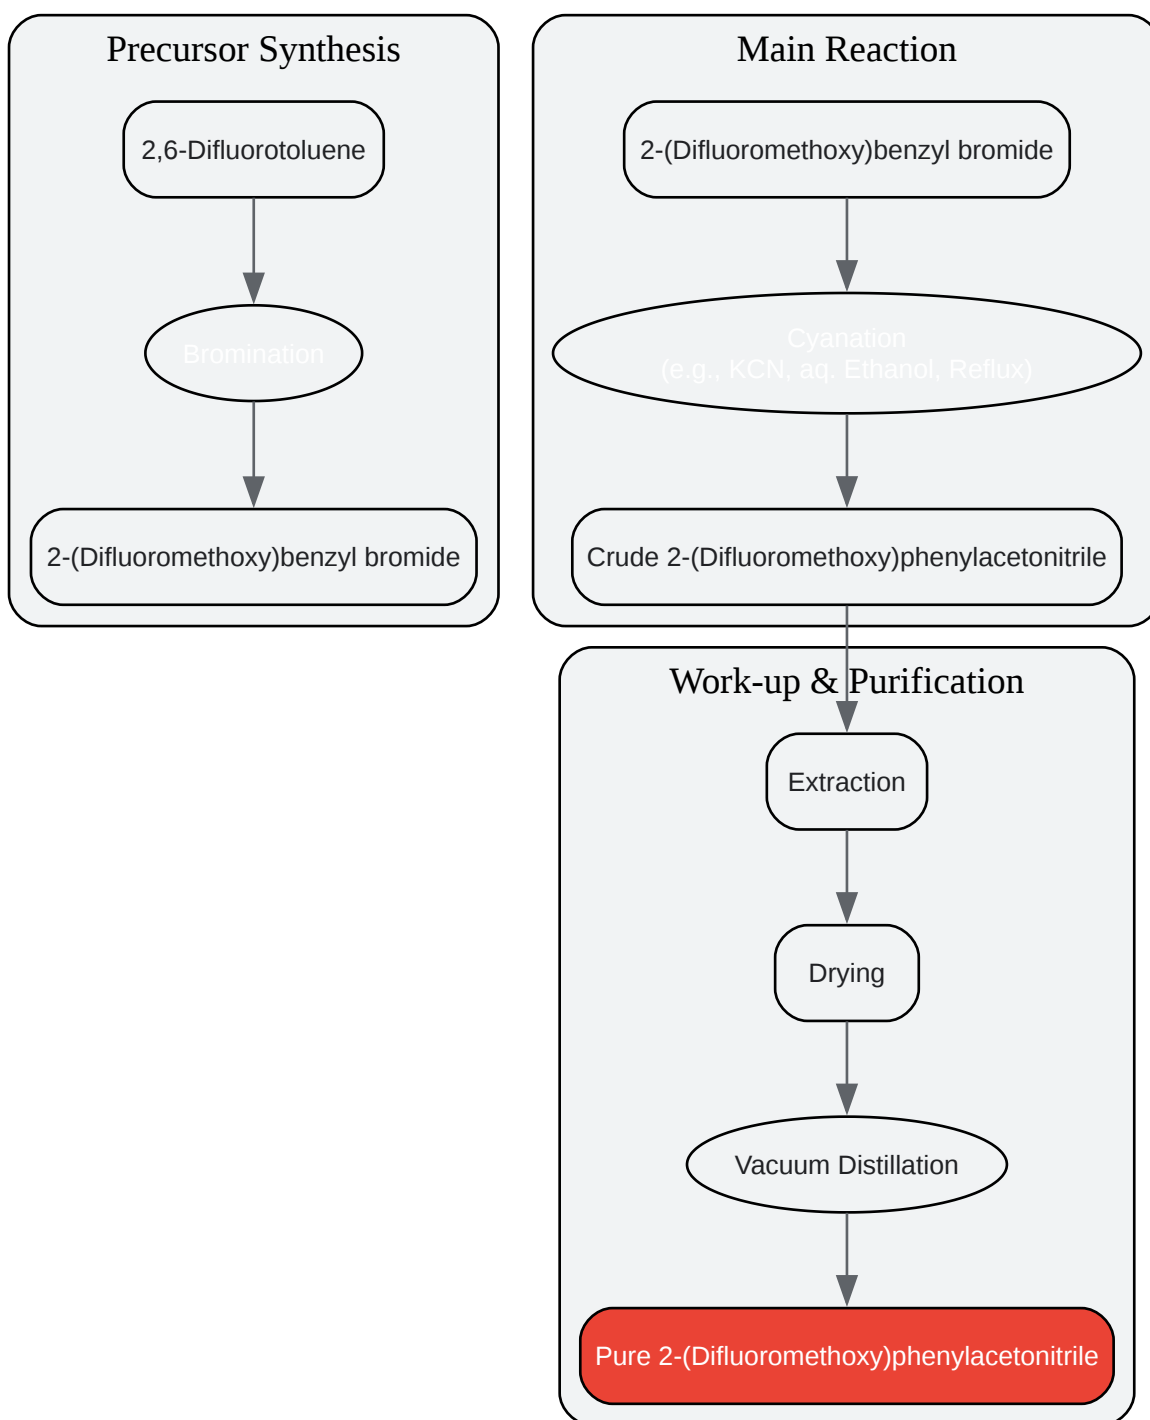 Precursor Synthesis
2,6-Difluorotoluene
Bromination
2-(Difluoromethoxy)benzyl bromide
Main Reaction
2-(Difluoromethoxy)benzyl bromide
Cyanation
(e.g., KCN, aq. Ethanol, Reflux)
Crude 2-(Difluoromethoxy)phenylacetonitrile
Work-up & Purification
Extraction
Drying
Vacuum Distillation
Pure 2-(Difluoromethoxy)phenylacetonitrile